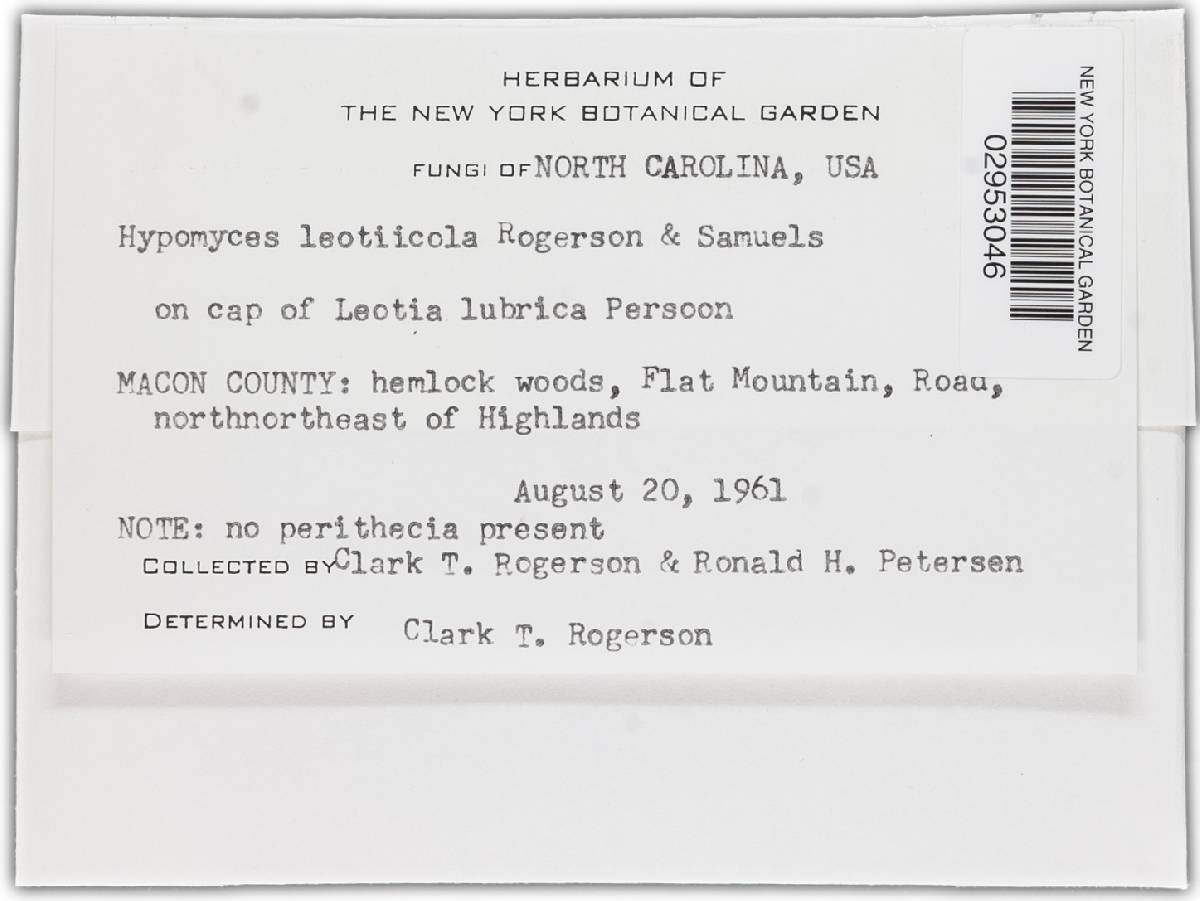 HERBARIUM OF
THE NEW YORK BOTANICAL GARDEN
FUNGI OF NORTH CAROLINA, USA
Hypomyces leotiicola Rogerson & Samuels
on cap of Leotia lubrica Persoon
MACON COUNTY: hemlock woods, Flat Mountain, Road,
northnortheast of Highlands
August 20, 1961
NOTE: no perithecia present
COLLECTED BY Clark T. Rogerson & Ronald H. Petersen
DETERMINED BY Clark T. Rogerson
NEW YORK BOTANICAL GARDEN
02953046